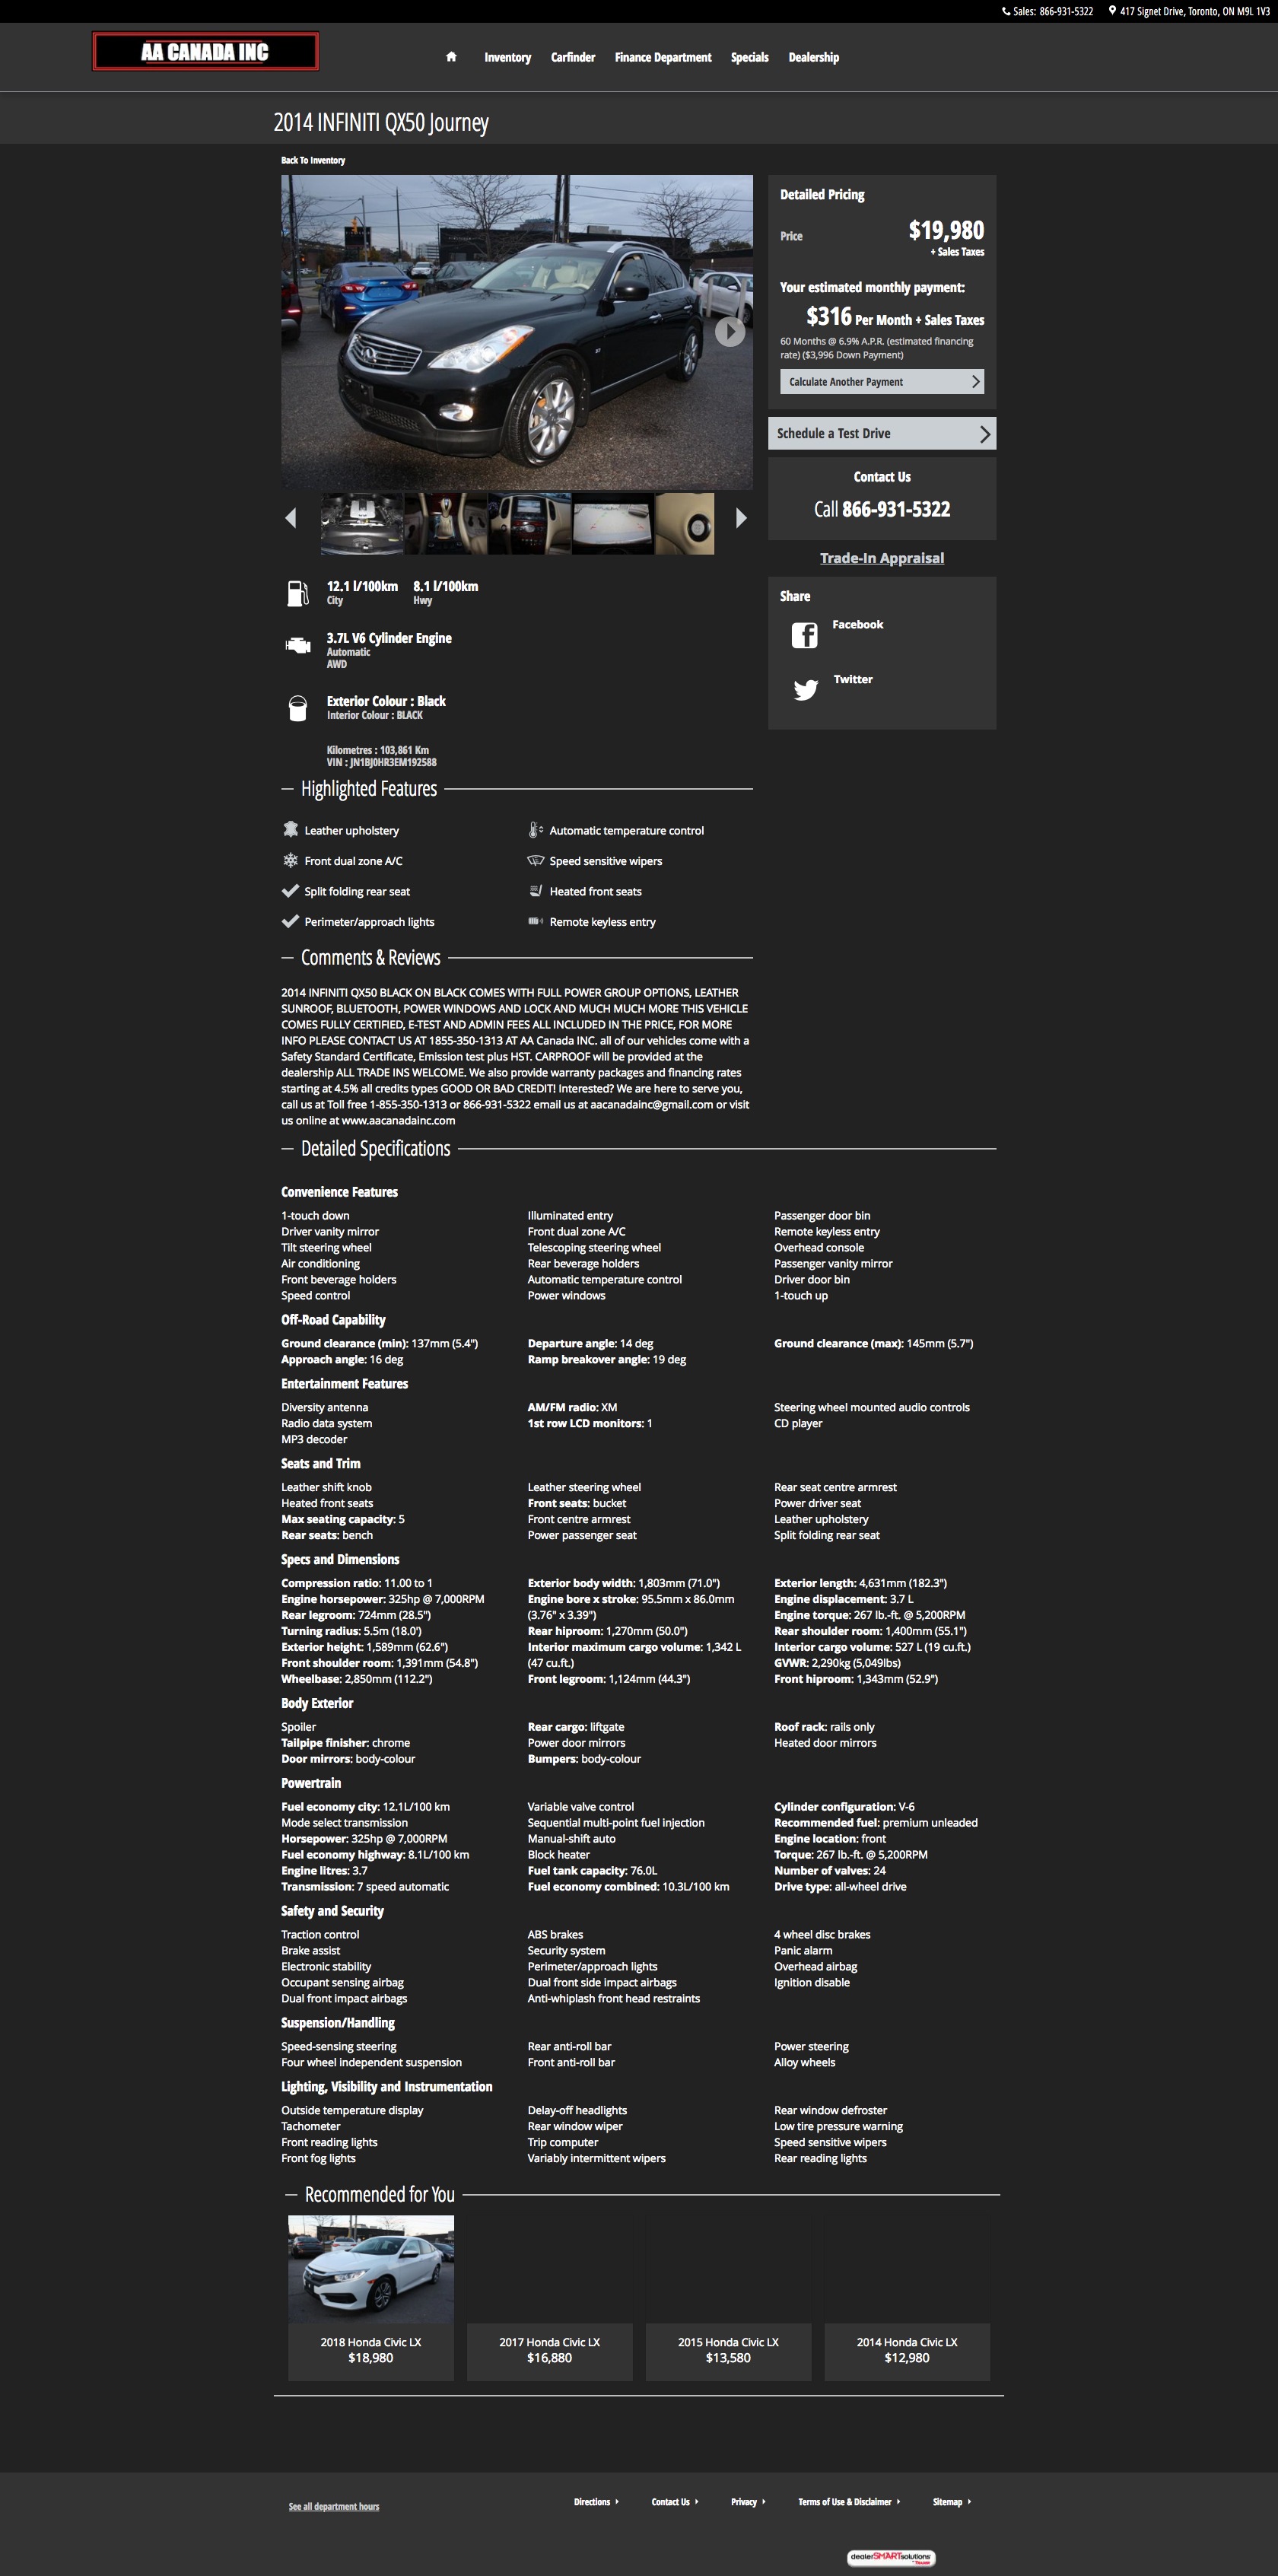 Sales: 866-931-5322
417 Signet Drive, Toronto, ON M9L 1V3
AA CANADA INC
Inventory
Carfinder
Finance Department
Specials
Dealership
2014 INFINITI QX50 Journey
Back To Inventory
Detailed Pricing
Price
$19,980
+ Sales Taxes
Your estimated monthly payment:
$316 Per Month + Sales Taxes
60 Months @ 6.9% A.P.R. (estimated financing
rate) ($3,996 Down Payment)
Calculate Another Payment
Schedule a Test Drive
Contact Us
Call 866-931-5322
Trade-In Appraisal
Share
Facebook
Twitter
12.1 l/100km
City
8.1 l/100km
Hwy
3.7L V6 Cylinder Engine
Automatic
AWD
Exterior Colour : Black
Interior Colour : BLACK
Kilometres : 103,861 Km
VIN : JN1BJ0HR3EM192588
Highlighted Features
Leather upholstery
Automatic temperature control
Front dual zone A/C
Speed sensitive wipers
Split folding rear seat
Heated front seats
Perimeter/approach lights
Remote keyless entry
Comments & Reviews
2014 INFINITI QX50 BLACK ON BLACK COMES WITH FULL POWER GROUP OPTIONS, LEATHER
SUNROOF, BLUETOOTH, POWER WINDOWS AND LOCK AND MUCH MUCH MORE THIS VEHICLE
COMES FULLY CERTIFIED, E-TEST AND ADMIN FEES ALL INCLUDED IN THE PRICE, FOR MORE
INFO PLEASE CONTACT US AT 1855-350-1313 AT AA Canada INC. all of our vehicles come with a
Safety Standard Certificate, Emission test plus HST. CARPROOF will be provided at the
dealership ALL TRADE INS WELCOME. We also provide warranty packages and financing rates
starting at 4.5% all credits types GOOD OR BAD CREDIT! Interested? We are here to serve you,
call us at Toll free 1-855-350-1313 or 866-931-5322 email us at aacanadainc@gmail.com or visit
us online at www.aacanadainc.com
Detailed Specifications
Convenience Features
1-touch down
Illuminated entry
Passenger door bin
Driver vanity mirror
Front dual zone A/C
Remote keyless entry
Tilt steering wheel
Telescoping steering wheel
Overhead console
Air conditioning
Rear beverage holders
Passenger vanity mirror
Front beverage holders
Automatic temperature control
Driver door bin
Speed control
Power windows
1-touch up
Off-Road Capability
Ground clearance (min): 137mm (5.4")
Departure angle: 14 deg
Ground clearance (max): 145mm (5.7")
Approach angle: 16 deg
Ramp breakover angle: 19 deg
Entertainment Features
Diversity antenna
AM/FM radio: XM
Steering wheel mounted audio controls
Radio data system
1st row LCD monitors: 1
CD player
MP3 decoder
Seats and Trim
Leather shift knob
Leather steering wheel
Rear seat centre armrest
Heated front seats
Front seats: bucket
Power driver seat
Max seating capacity: 5
Front centre armrest
Leather upholstery
Rear seats: bench
Power passenger seat
Split folding rear seat
Specs and Dimensions
Compression ratio: 11.00 to 1
Engine horsepower: 325hp @ 7,000RPM
Rear legroom: 724mm (28.5")
Turning radius: 5.5m (18.0')
Exterior height: 1,589mm (62.6")
Front shoulder room: 1,391mm (54.8")
Wheelbase: 2,850mm (112.2")
Exterior body width: 1,803mm (71.0")
Engine bore x stroke: 95.5mm x 86.0mm
(3.76" x 3.39")
Rear hiproom: 1,270mm (50.0")
Interior maximum cargo volume: 1,342 L
(47 cu.ft.)
Front legroom: 1,124mm (44.3")
Exterior length: 4,631mm (182.3")
Engine displacement: 3.7 L
Engine torque: 267 lb.-ft. @ 5,200RPM
Rear shoulder room: 1,400mm (55.1")
Interior cargo volume: 527 L (19 cu.ft.)
GVWR: 2,290kg (5,049lbs)
Front hiproom: 1,343mm (52.9")
Body Exterior
Spoiler
Rear cargo: liftgate
Roof rack: rails only
Tailpipe finisher: chrome
Power door mirrors
Heated door mirrors
Door mirrors: body-colour
Bumpers: body-colour
Powertrain
Fuel economy city: 12.1L/100 km
Variable valve control
Cylinder configuration: V-6
Mode select transmission
Sequential multi-point fuel injection
Recommended fuel: premium unleaded
Horsepower: 325hp @ 7,000RPM
Manual-shift auto
Engine location: front
Fuel economy highway: 8.1L/100 km
Block heater
Torque: 267 lb.-ft. @ 5,200RPM
Engine litres: 3.7
Fuel tank capacity: 76.0L
Number of valves: 24
Transmission: 7 speed automatic
Fuel economy combined: 10.3L/100 km
Drive type: all-wheel drive
Safety and Security
Traction control
ABS brakes
4 wheel disc brakes
Brake assist
Security system
Panic alarm
Electronic stability
Perimeter/approach lights
Overhead airbag
Occupant sensing airbag
Dual front side impact airbags
Ignition disable
Dual front impact airbags
Anti-whiplash front head restraints
Suspension/Handling
Speed-sensing steering
Rear anti-roll bar
Power steering
Four wheel independent suspension
Front anti-roll bar
Alloy wheels
Lighting, Visibility and Instrumentation
Outside temperature display
Delay-off headlights
Rear window defroster
Tachometer
Rear window wiper
Low tire pressure warning
Front reading lights
Trip computer
Speed sensitive wipers
Front fog lights
Variably intermittent wipers
Rear reading lights
Recommended for You
2018 Honda Civic LX
$18,980
2017 Honda Civic LX
$16,880
2015 Honda Civic LX
$13,580
2014 Honda Civic LX
$12,980
See all department hours
Directions
Contact Us
Privacy
Terms of Use & Disclaimer
Sitemap
dealerSMARTsolutions